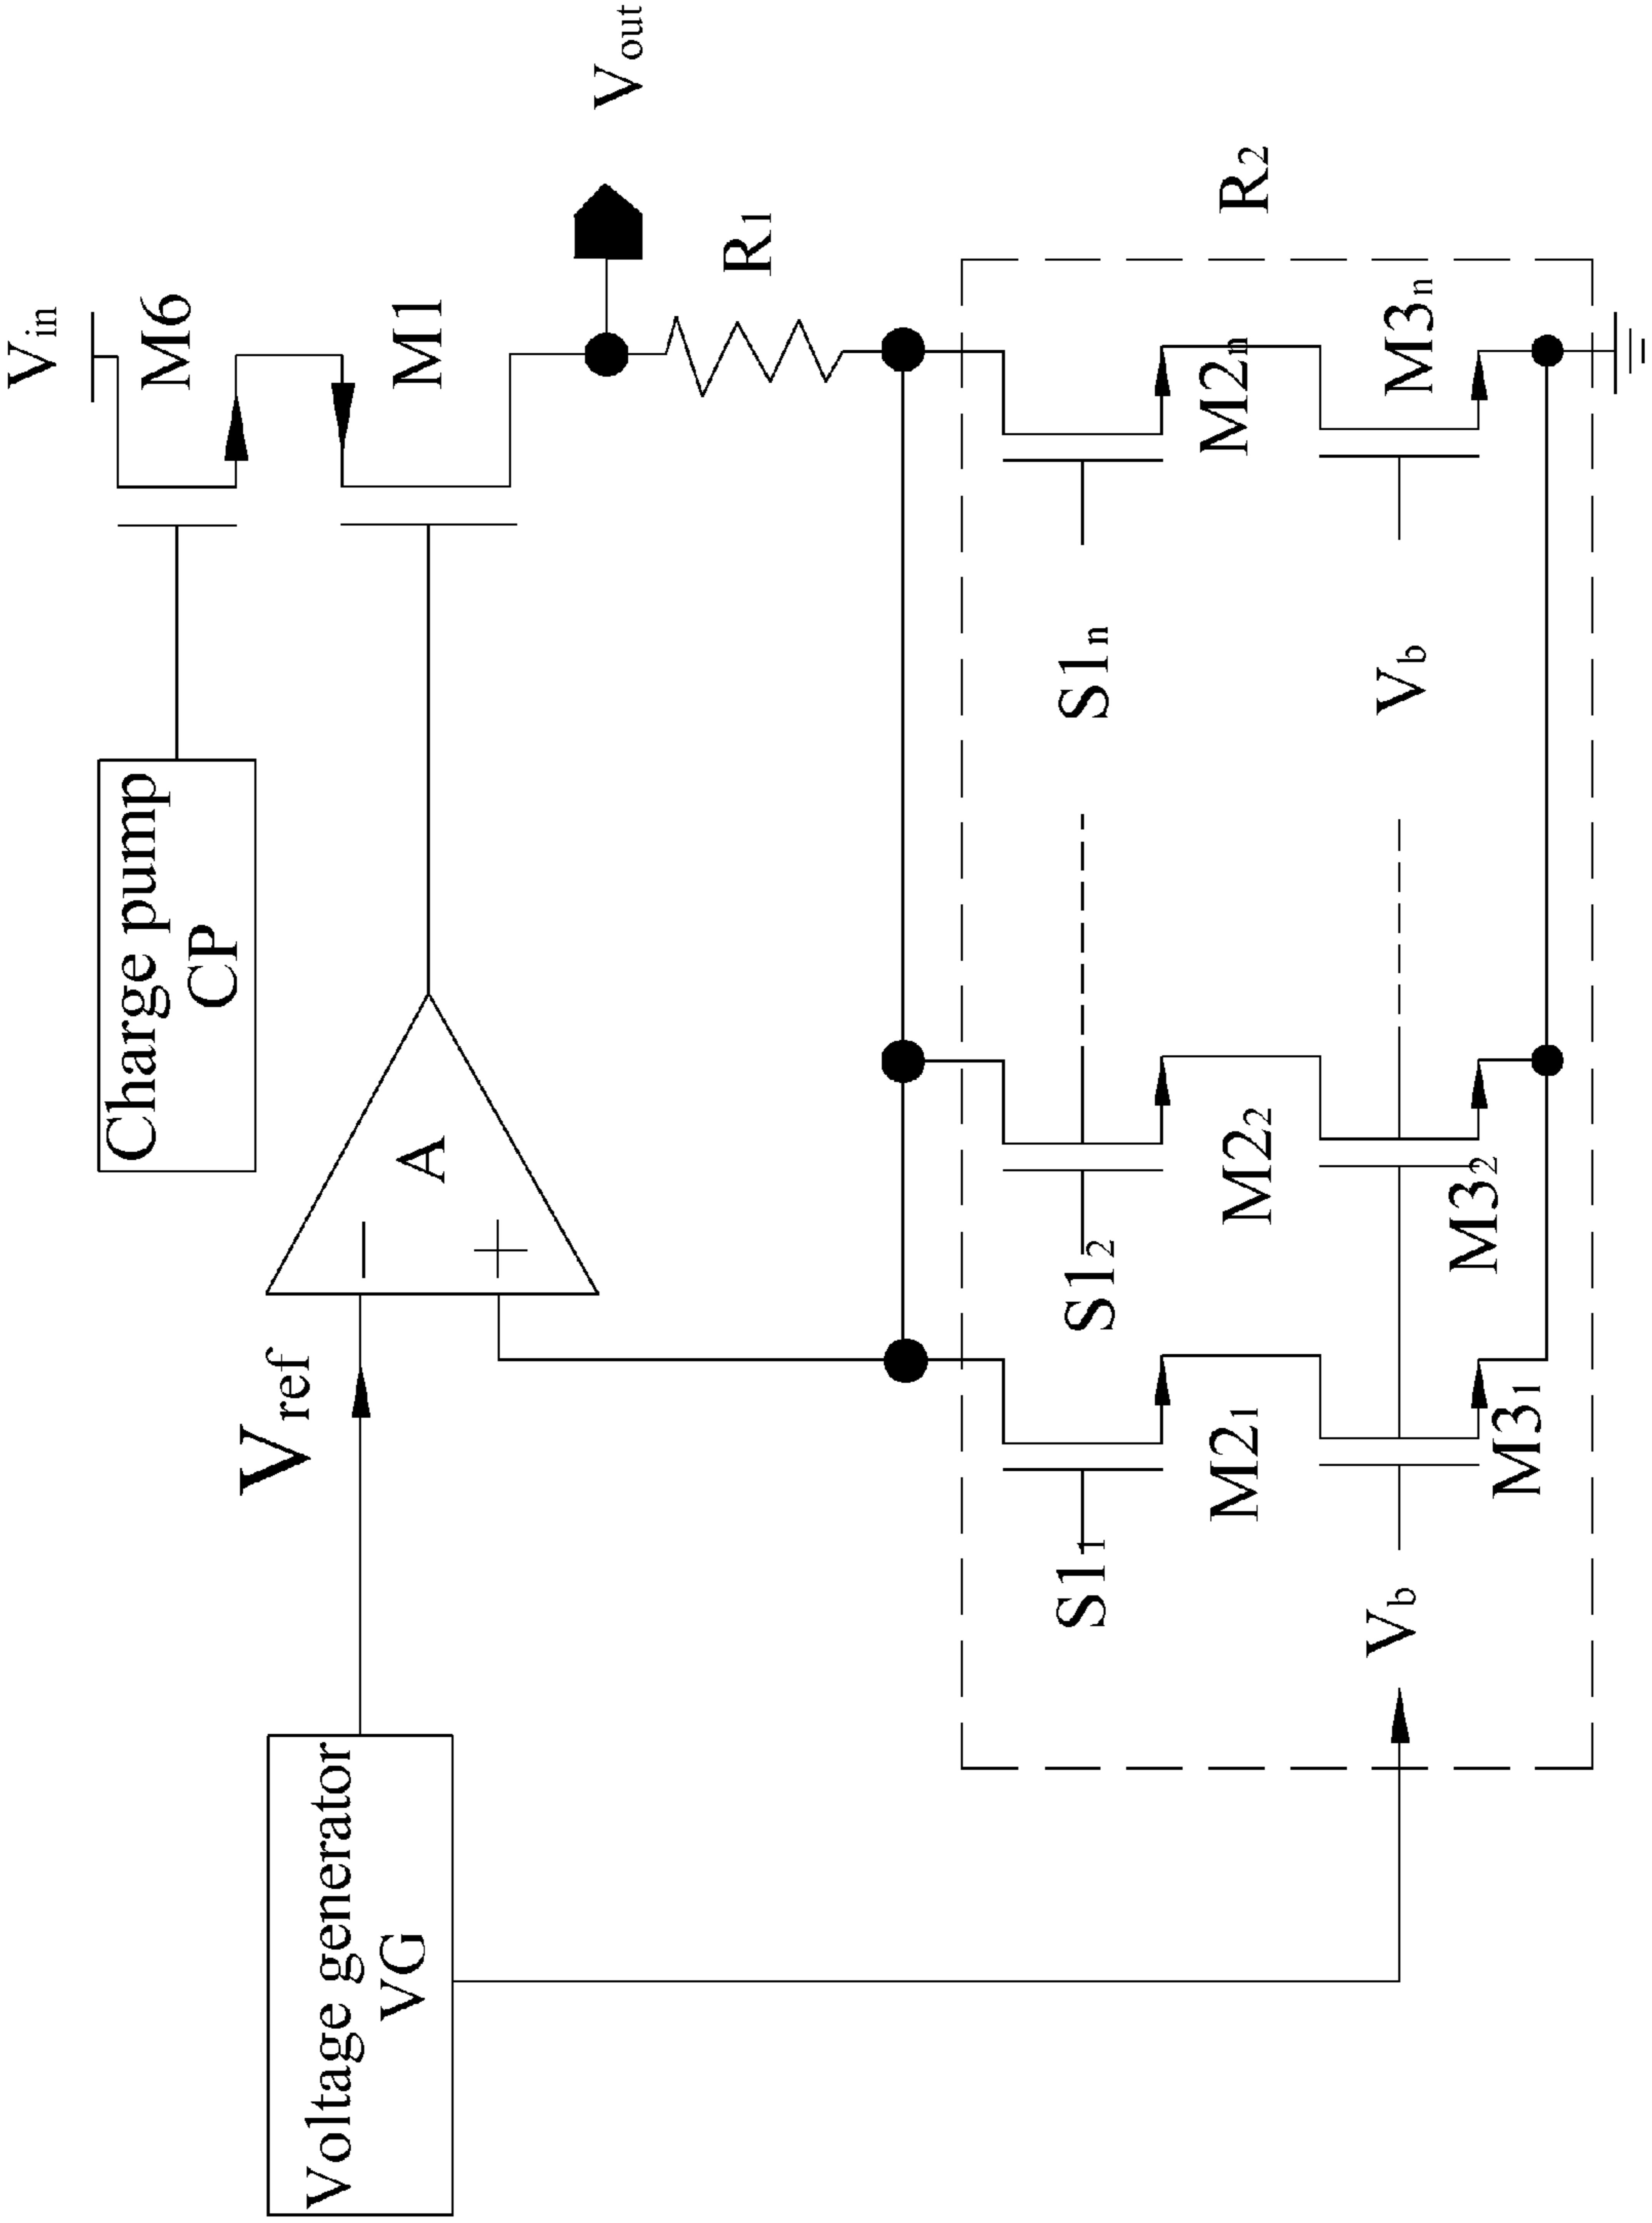 Vin
M6
Charge pump
CP
M1
Vout
A
−
+
Vref
Voltage generator
VG
R1
R2
S11
M21
S12
M22
S1n
M2n
Vb
M31
M32
Vb
M3n